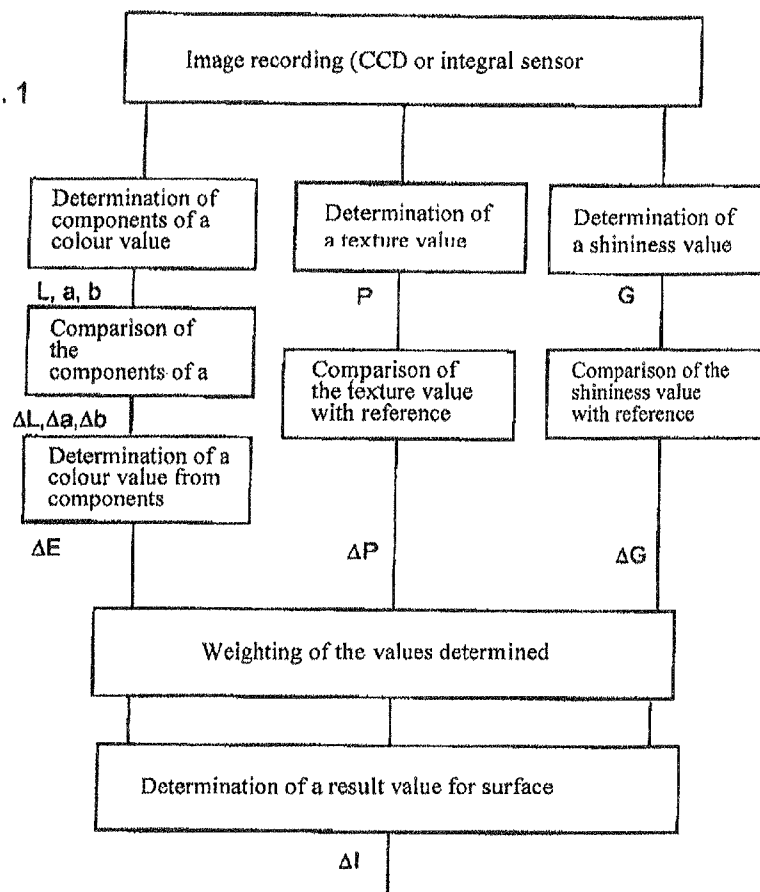 . 1
Image recording (CCD or integral sensor
Determination of
components of a
colour value
Determination of
a texture value
Determination of
a shininess value
L, a, b
P
G
Comparison of
the
components of a
Comparison of
the texture value
with reference
Comparison of the
shininess value
with reference
ΔL,Δa,Δb
Determination of a
colour value from
components
ΔE
ΔP
ΔG
Weighting of the values determined
Determination of a result value for surface
ΔI